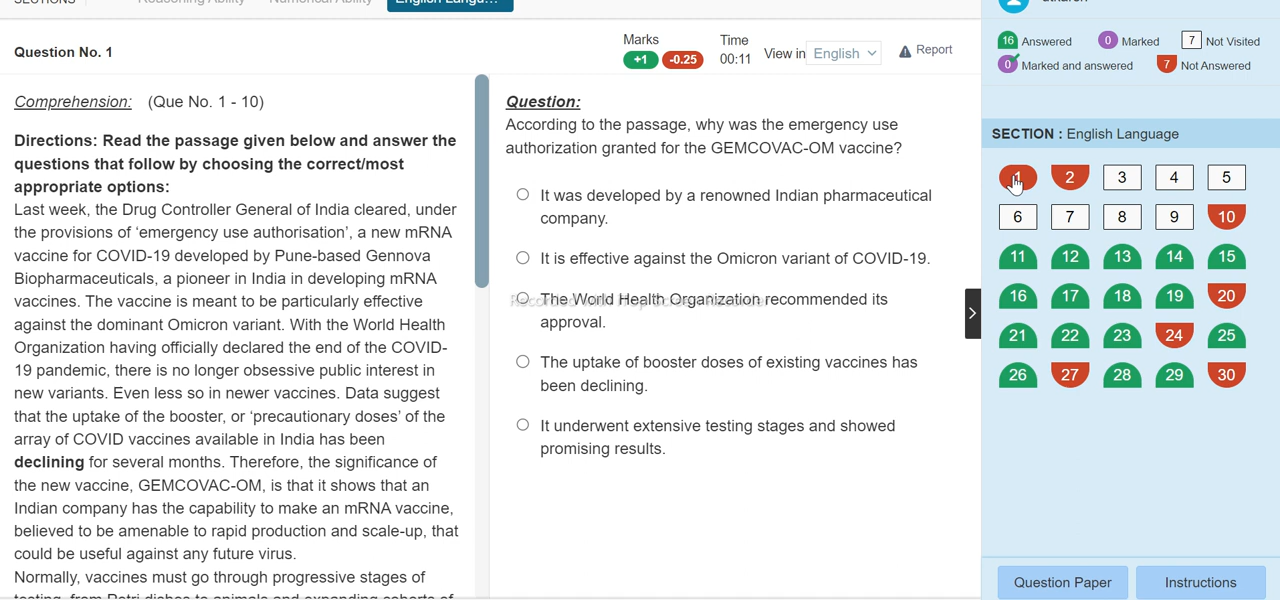 SECTIONS
Reasoning Ability
Numerical Ability
English Langu...
Question No. 1
Marks
+1 -0.25
Time
00:11
View in English
Report
Comprehension: (Que No. 1 - 10)
Directions: Read the passage given below and answer the
questions that follow by choosing the correct/most
appropriate options:
Last week, the Drug Controller General of India cleared, under
the provisions of ‘emergency use authorisation’, a new mRNA
vaccine for COVID-19 developed by Pune-based Gennova
Biopharmaceuticals, a pioneer in India in developing mRNA
vaccines. The vaccine is meant to be particularly effective
against the dominant Omicron variant. With the World Health
Organization having officially declared the end of the COVID-
19 pandemic, there is no longer obsessive public interest in
new variants. Even less so in newer vaccines. Data suggest
that the uptake of the booster, or ‘precautionary doses’ of the
array of COVID vaccines available in India has been
declining for several months. Therefore, the significance of
the new vaccine, GEMCOVAC-OM, is that it shows that an
Indian company has the capability to make an mRNA vaccine,
believed to be amenable to rapid production and scale-up, that
could be useful against any future virus.
Normally, vaccines must go through progressive stages of
testing, from Petri dishes to animals and expanding cohorts of
Question:
According to the passage, why was the emergency use
authorization granted for the GEMCOVAC-OM vaccine?
It was developed by a renowned Indian pharmaceutical
company.
It is effective against the Omicron variant of COVID-19.
The World Health Organization recommended its
approval.
The uptake of booster doses of existing vaccines has
been declining.
It underwent extensive testing stages and showed
promising results.
16 Answered
0 Marked
7 Not Visited
0 Marked and answered
7 Not Answered
SECTION : English Language
1 2 3 4 5
6 7 8 9 10
11 12 13 14 15
16 17 18 19 20
21 22 23 24 25
26 27 28 29 30
Question Paper
Instructions